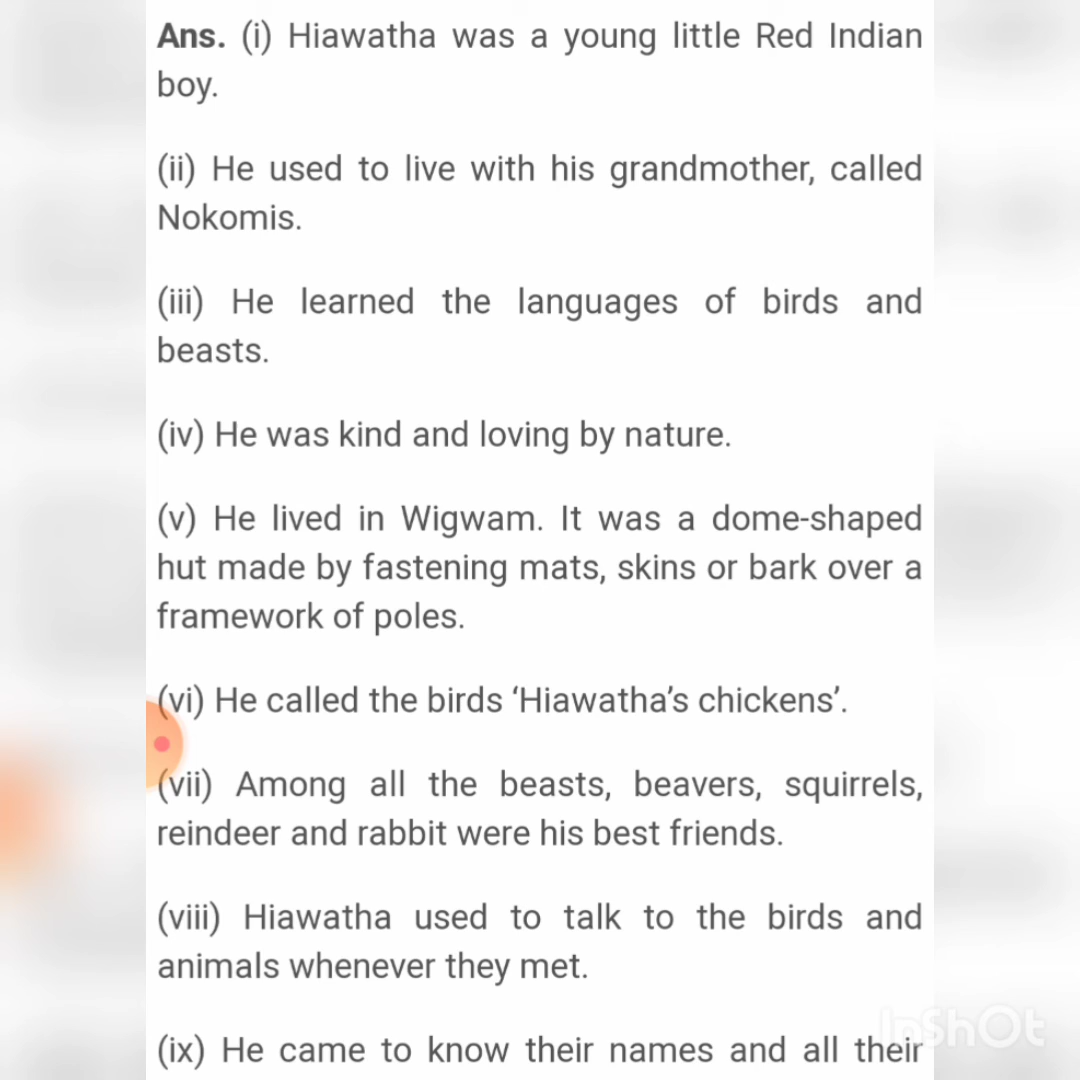 Ans. (i) Hiawatha was a young little Red Indian
boy.
(ii) He used to live with his grandmother, called
Nokomis.
(iii) He learned the languages of birds and
beasts.
(iv) He was kind and loving by nature.
(v) He lived in Wigwam. It was a dome-shaped
hut made by fastening mats, skins or bark over a
framework of poles.
(vi) He called the birds ‘Hiawatha’s chickens’.
(vii) Among all the beasts, beavers, squirrels,
reindeer and rabbit were his best friends.
(viii) Hiawatha used to talk to the birds and
animals whenever they met.
(ix) He came to know their names and all their
InShOt